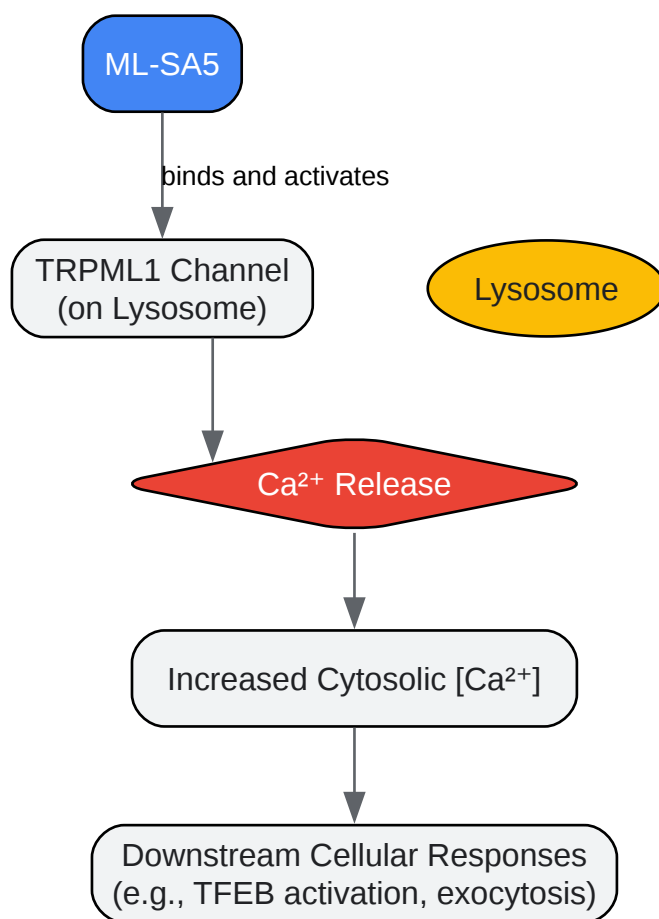 ML-SA5
binds and activates
TRPML1 Channel
(on Lysosome)
Lysosome
Ca²⁺ Release
Increased Cytosolic [Ca²⁺]
Downstream Cellular Responses
(e.g., TFEB activation, exocytosis)